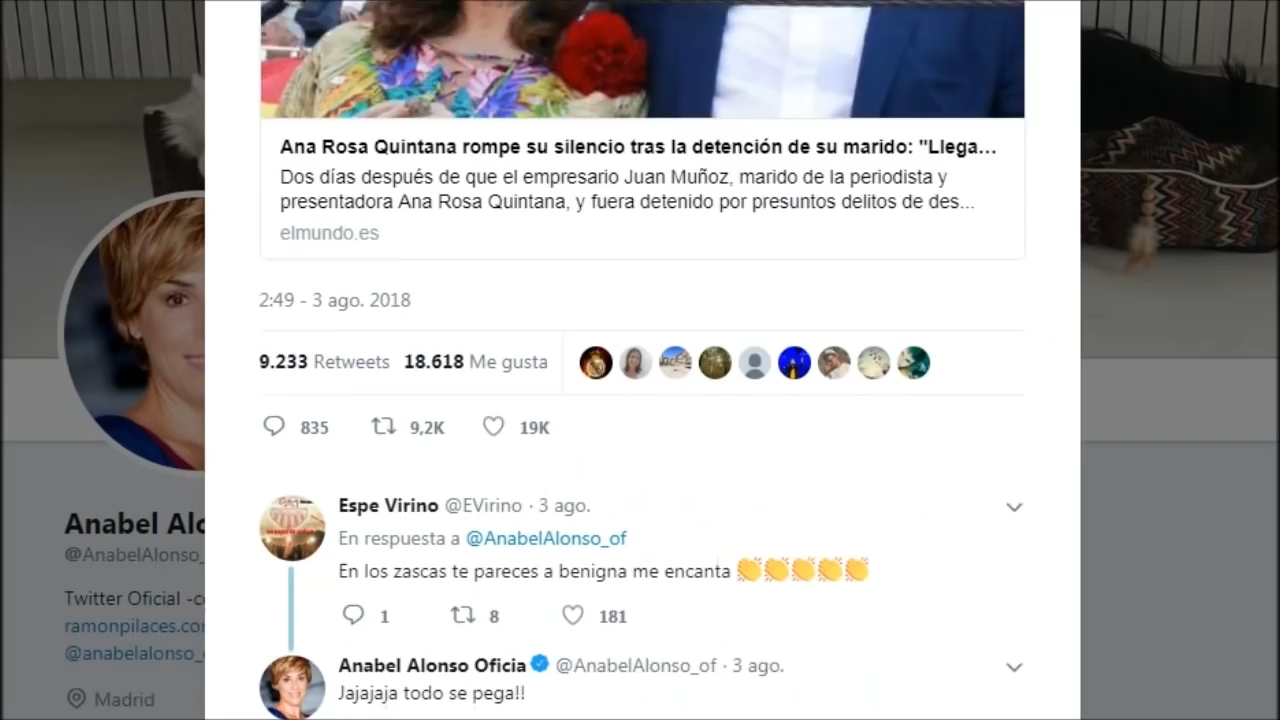 Ana Rosa Quintana rompe su silencio tras la detención de su marido: "Llega...
Dos días después de que el empresario Juan Muñoz, marido de la periodista y
presentadora Ana Rosa Quintana, y fuera detenido por presuntos delitos de des...
elmundo.es
2:49 - 3 ago. 2018
9.233 Retweets 18.618 Me gusta
835 9,2K 19K
Espe Virino @EVirino · 3 ago.
En respuesta a @AnabelAlonso_of
En los zascas te pareces a benigna me encanta 👏👏👏👏👏
1 8 181
Anabel Alonso Oficia @AnabelAlonso_of · 3 ago.
Jajajaja todo se pega!!
Anabel Alo
@AnabelAlonso_
Twitter Oficial -co
ramonpilaces.co
@anabelalonso_
Madrid